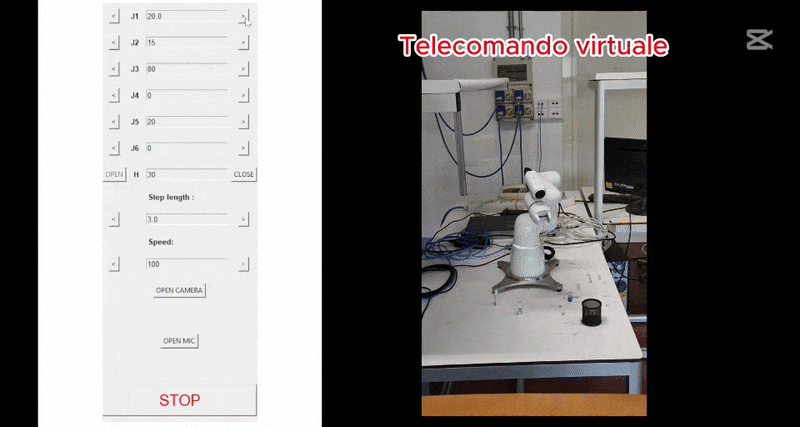 < J1 20.0 >
< J2 15 >
< J3 80 >
< J4 0 >
< J5 20 >
< J6 0 >
OPEN H 30 CLOSE
Step length :
< 3.0 >
Speed:
< 100 >
OPEN CAMERA
OPEN MIC
STOP
Telecomando virtuale